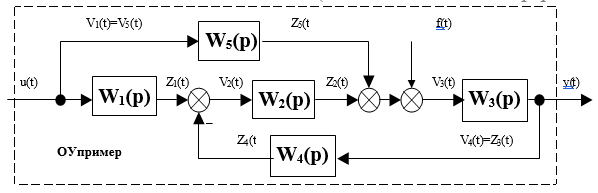 V₁(t)=V₅(t) Z₅(t f(t)
W₅(p)
u(t) Z₁(t) V₂(t) Z₂(t) V₃(t) y(t)
W₁(p) W₂(p) W₃(p)
–
Z₄(t V₄(t)=Z₃(t)
ОУпример W₄(p)